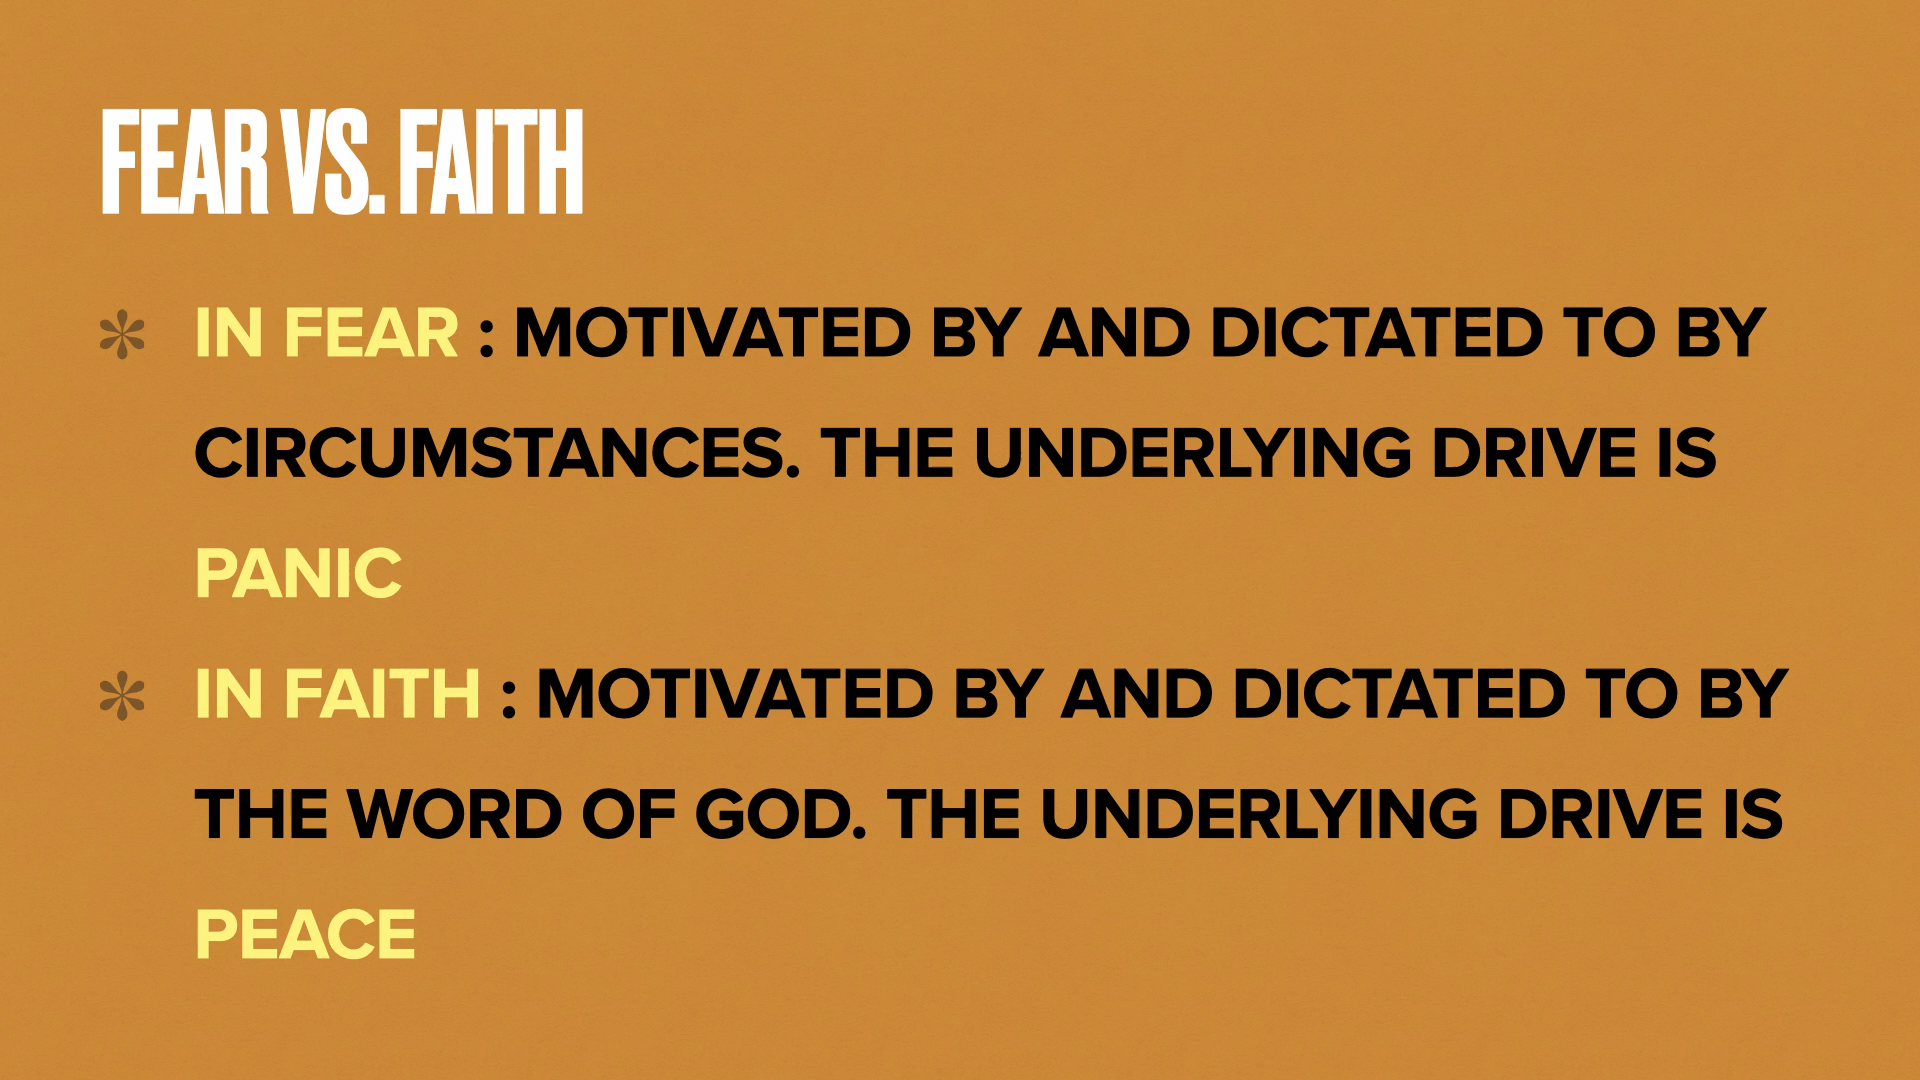 FEAR VS. FAITH
* IN FEAR : MOTIVATED BY AND DICTATED TO BY
CIRCUMSTANCES. THE UNDERLYING DRIVE IS
PANIC
* IN FAITH : MOTIVATED BY AND DICTATED TO BY
THE WORD OF GOD. THE UNDERLYING DRIVE IS
PEACE